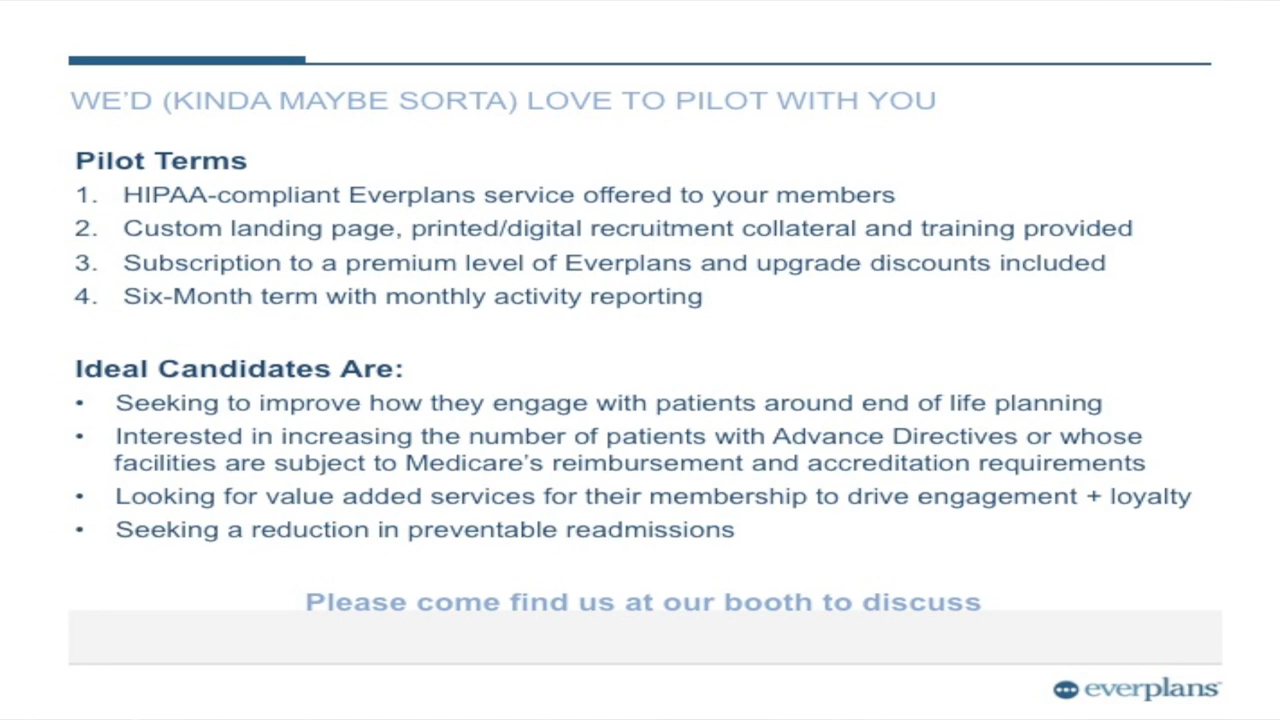 WE'D (KINDA MAYBE SORTA) LOVE TO PILOT WITH YOU
Pilot Terms
1. HIPAA-compliant Everplans service offered to your members
2. Custom landing page, printed/digital recruitment collateral and training provided
3. Subscription to a premium level of Everplans and upgrade discounts included
4. Six-Month term with monthly activity reporting
Ideal Candidates Are:
• Seeking to improve how they engage with patients around end of life planning
• Interested in increasing the number of patients with Advance Directives or whose
facilities are subject to Medicare's reimbursement and accreditation requirements
• Looking for value added services for their membership to drive engagement + loyalty
• Seeking a reduction in preventable readmissions
Please come find us at our booth to discuss
everplans